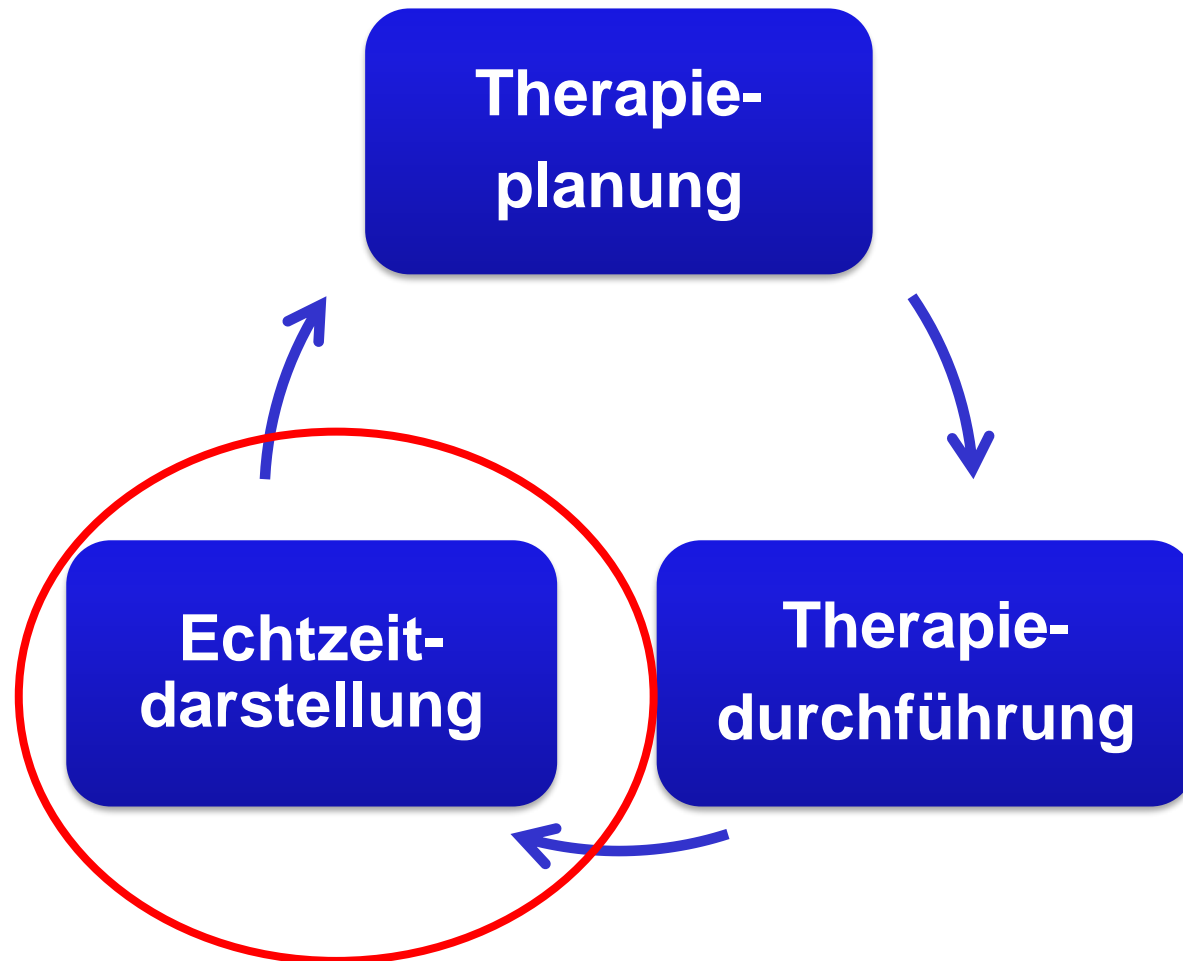 Therapie-
planung
Echtzeit-
darstellung
Therapie-
durchführung